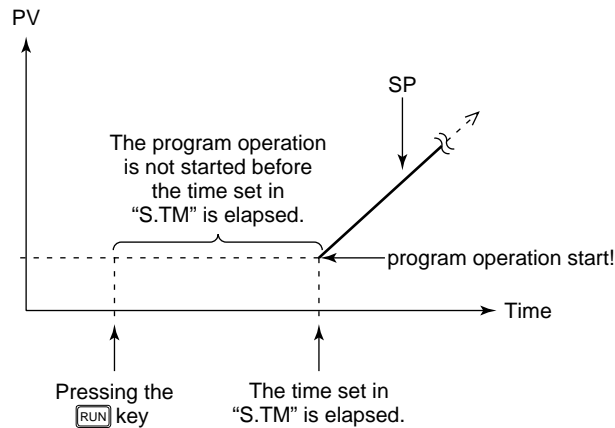 PV
SP
The program operation
is not started before
the time set in
“S.TM” is elapsed.
program operation start!
Time
Pressing the
RUN key
The time set in
“S.TM” is elapsed.